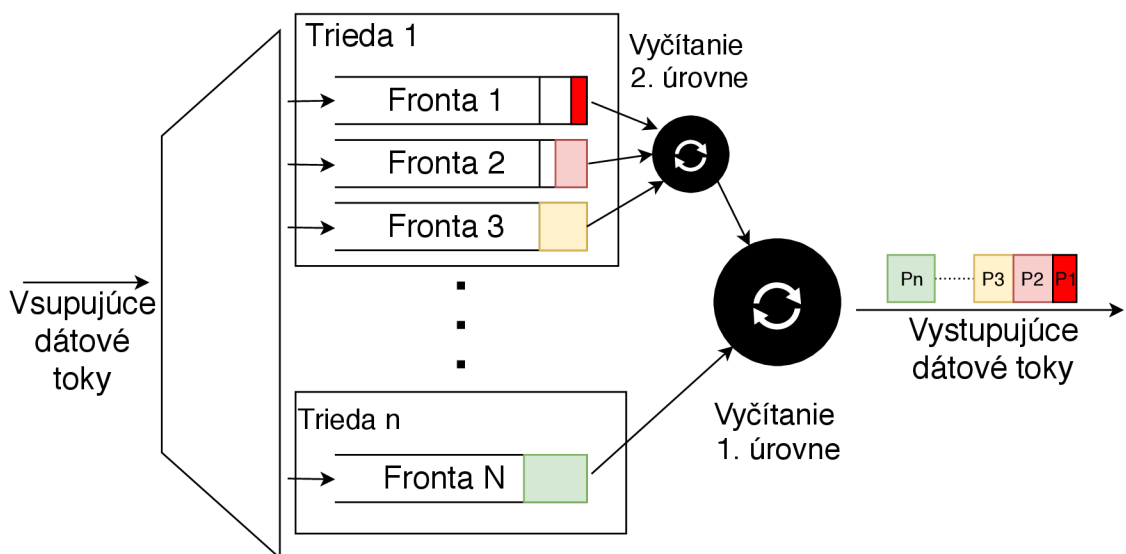 Trieda 1
Fronta 1
Fronta 2
Fronta 3
Vyčítanie
2. úrovne
Vsupujúce
dátové
toky
Pn
P3
P2
P1
Vystupujúce
dátové toky
Trieda n
Fronta N
Vyčítanie
1. úrovne